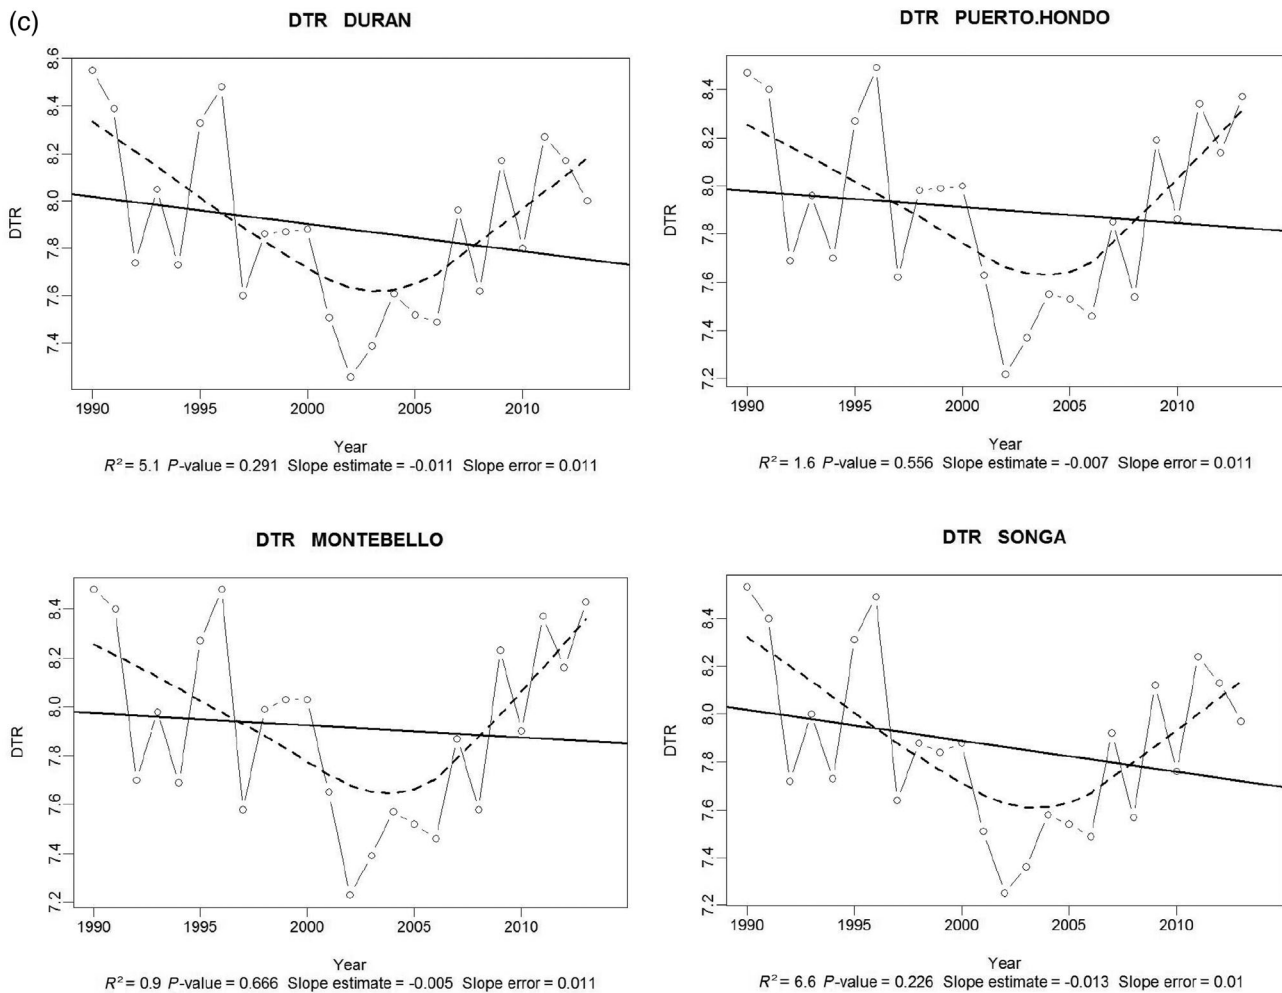 (c)
DTR DURAN
8.6
8.4
8.2
8.0
7.8
7.6
7.4
DTR
1990 1995 2000 2005 2010
Year
R² = 5.1 P-value = 0.291 Slope estimate = -0.011 Slope error = 0.011
DTR PUERTO.HONDO
8.4
8.2
8.0
7.8
7.6
7.4
7.2
DTR
1990 1995 2000 2005 2010
Year
R² = 1.6 P-value = 0.556 Slope estimate = -0.007 Slope error = 0.011
DTR MONTEBELLO
8.4
8.2
8.0
7.8
7.6
7.4
7.2
DTR
1990 1995 2000 2005 2010
Year
R² = 0.9 P-value = 0.666 Slope estimate = -0.005 Slope error = 0.011
DTR SONGA
8.4
8.2
8.0
7.8
7.6
7.4
7.2
DTR
1990 1995 2000 2005 2010
Year
R² = 6.6 P-value = 0.226 Slope estimate = -0.013 Slope error = 0.01